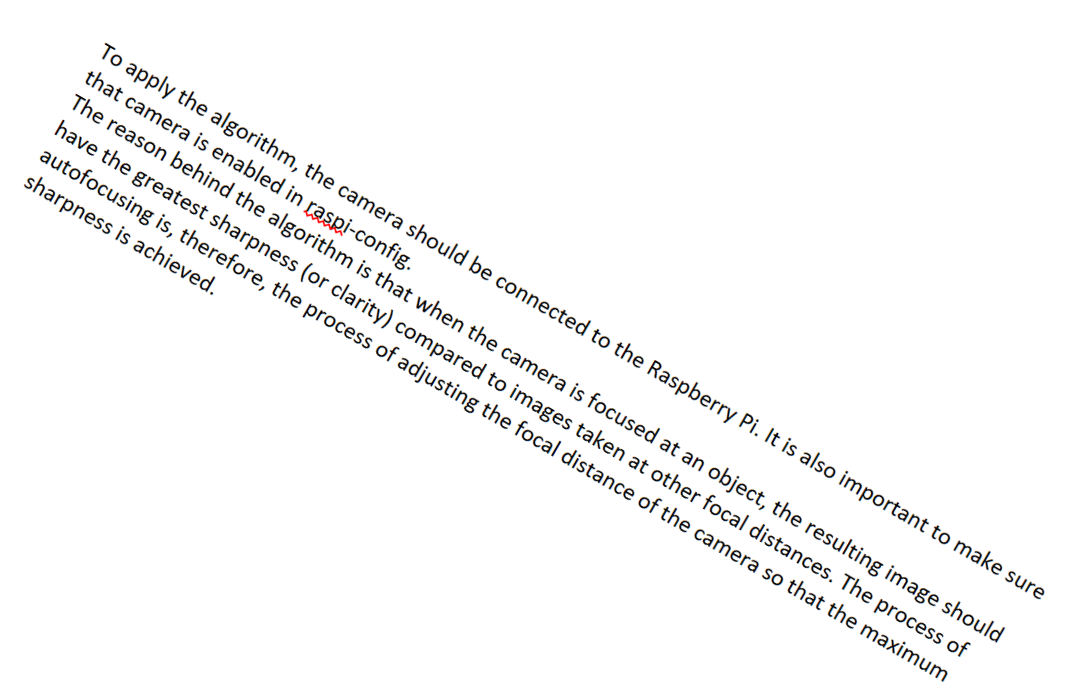 To apply the algorithm, the camera should be connected to the Raspberry Pi. It is also important to make sure
that camera is enabled in raspi-config.
The reason behind the algorithm is that when the camera is focused at an object, the resulting image should
have the greatest sharpness (or clarity) compared to images taken at other focal distances. The process of
autofocusing is, therefore, the process of adjusting the focal distance of the camera so that the maximum
sharpness is achieved.